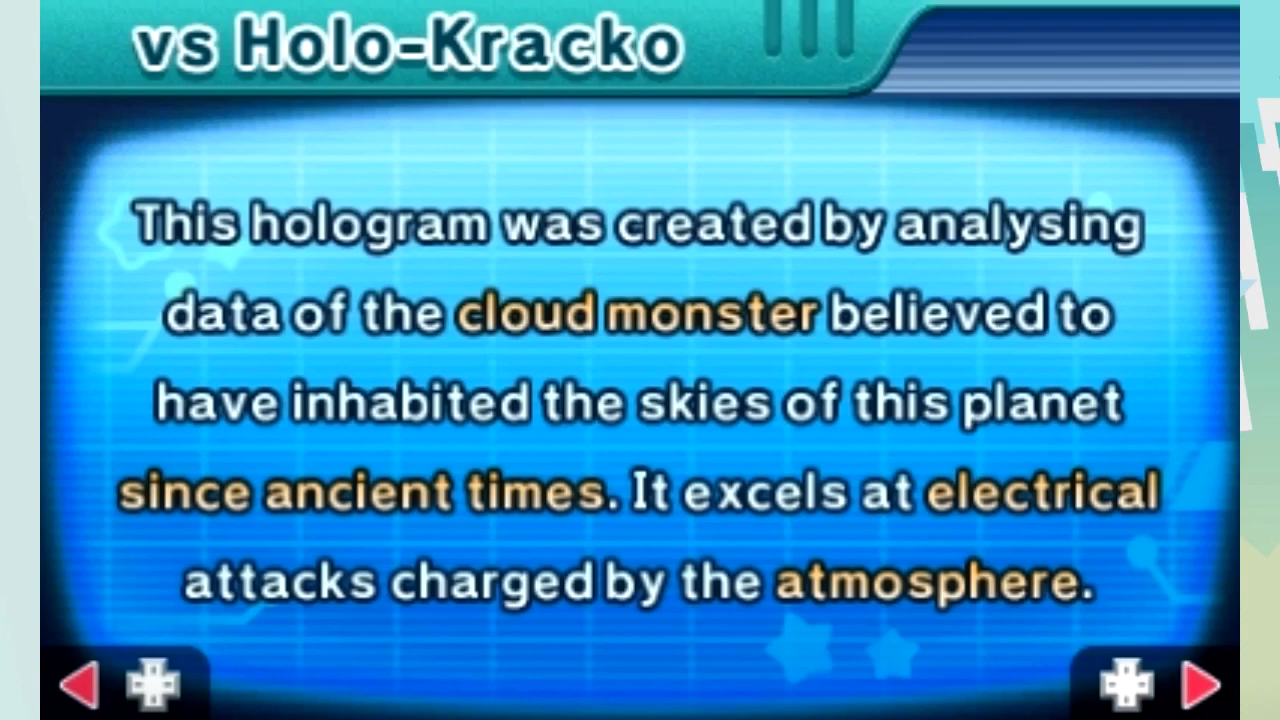 vs Holo-Kracko
This hologram was created by analysing
data of the cloud monster believed to
have inhabited the skies of this planet
since ancient times. It excels at electrical
attacks charged by the atmosphere.